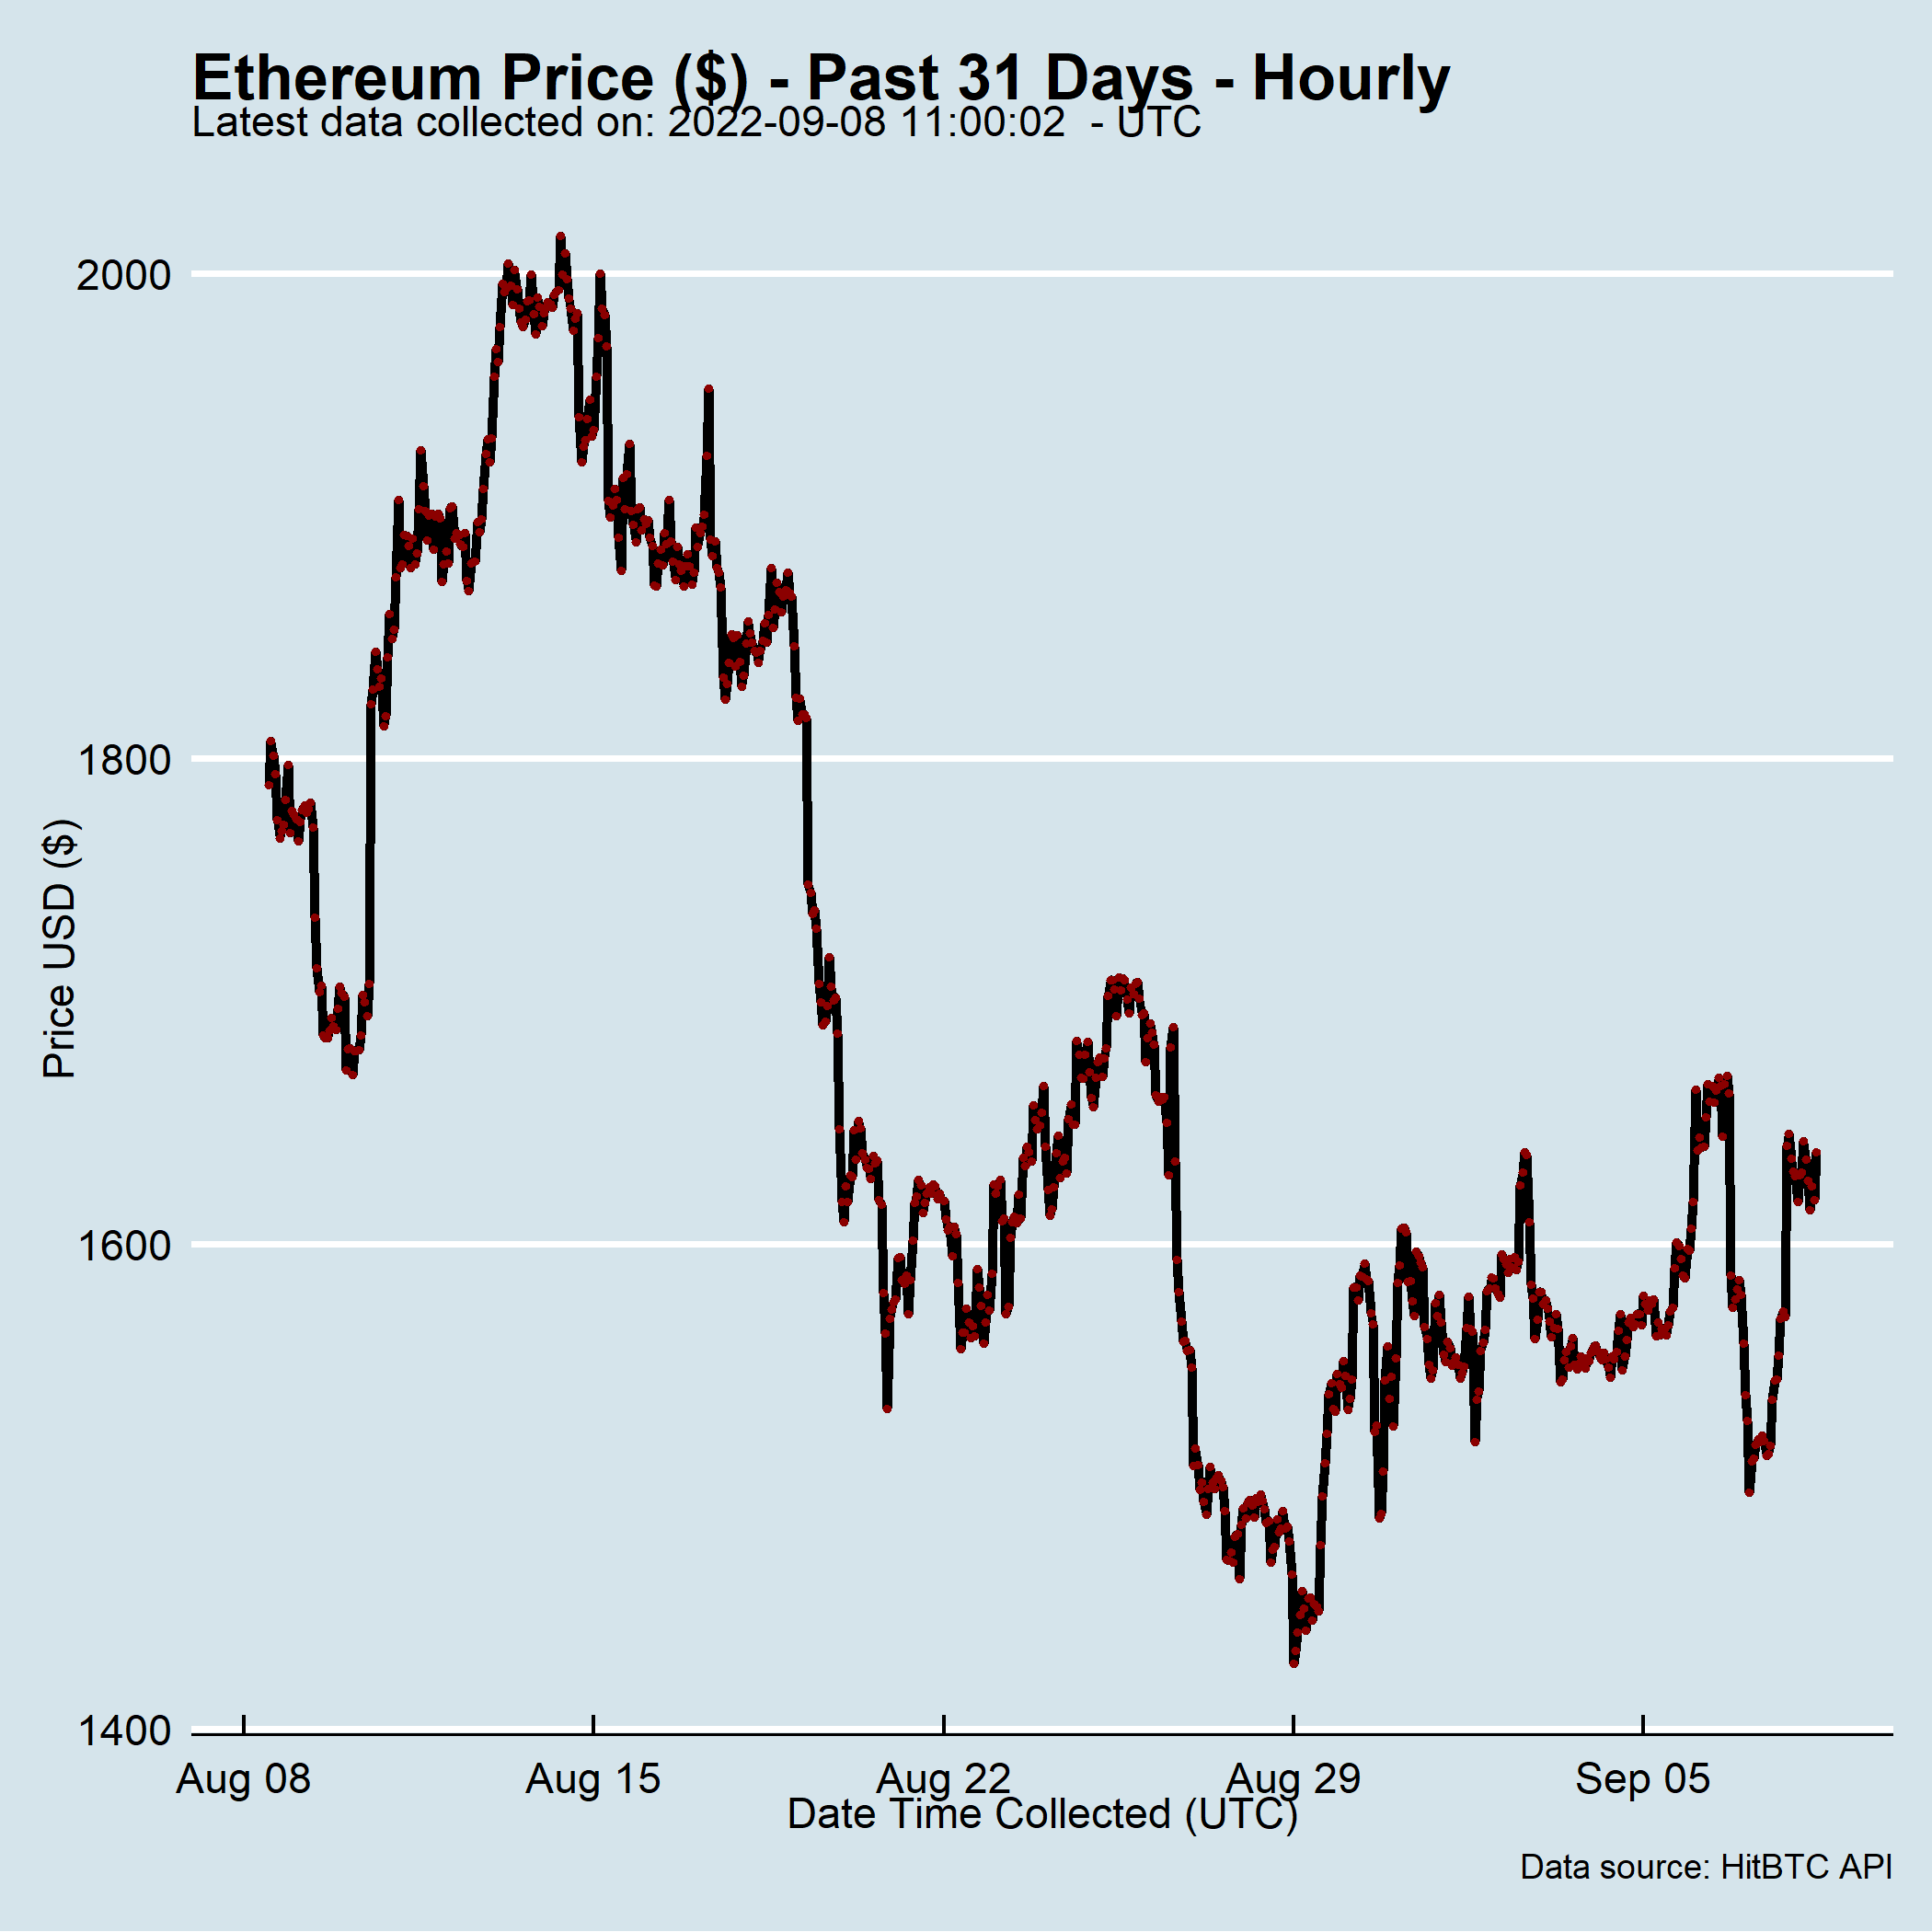 Ethereum Price ($) - Past 31 Days - Hourly
Latest data collected on: 2022-09-08 11:00:02  - UTC
2000
1800
1600
1400
Price USD ($)
Aug 08 Aug 15 Aug 22 Aug 29 Sep 05
Date Time Collected (UTC)
Data source: HitBTC API